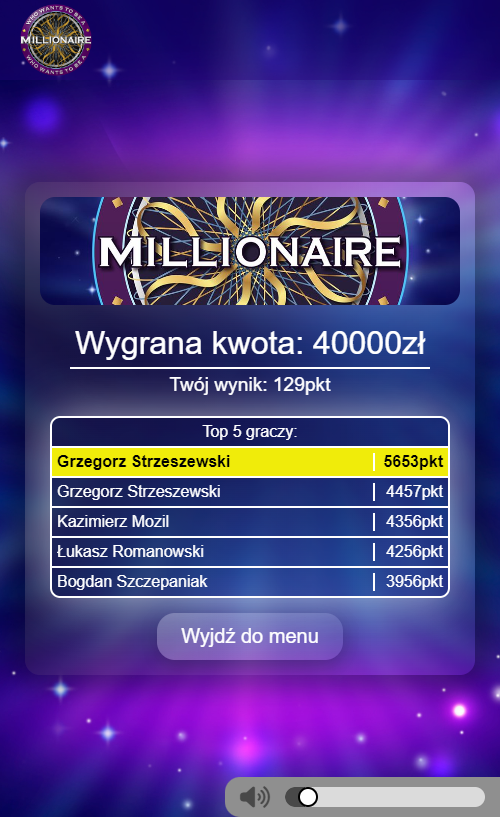 WHO WANTS TO BE A
MILLIONAIRE
WHO WANTS TO BE A
MILLIONAIRE
Wygrana kwota: 40000zł
Twój wynik: 129pkt
Top 5 graczy:
Grzegorz Strzeszewski 5653pkt
Grzegorz Strzeszewski 4457pkt
Kazimierz Mozil 4356pkt
Łukasz Romanowski 4256pkt
Bogdan Szczepaniak 3956pkt
Wyjdź do menu